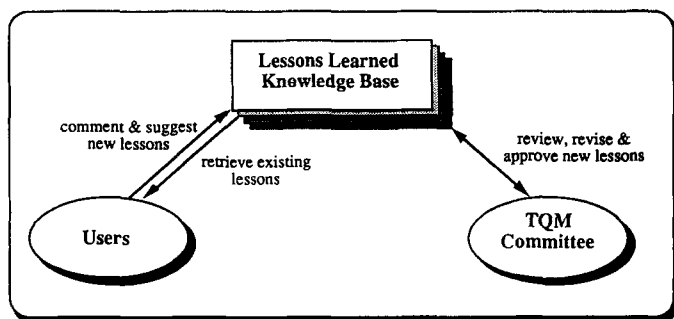 Lessons Learned
Knowledge Base
comment & suggest
new lessons
retrieve existing
lessons
review, revise &
approve new lessons
Users
TQM
Committee